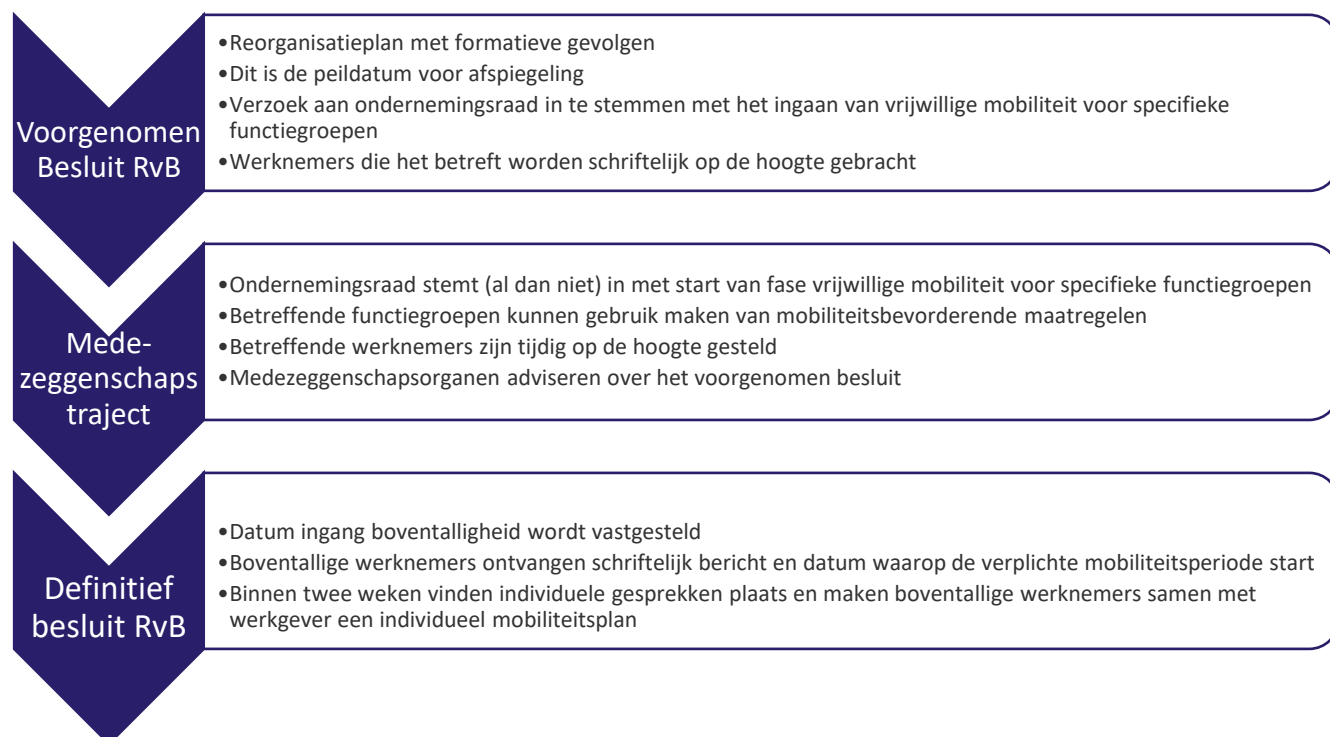 Voorgenomen
Besluit RvB
•Reorganisatieplan met formatieve gevolgen
•Dit is de peildatum voor afspiegeling
•Verzoek aan ondernemingsraad in te stemmen met het ingaan van vrijwillige mobiliteit voor specifieke
functiegroepen
•Werknemers die het betreft worden schriftelijk op de hoogte gebracht
Mede-
zeggenschaps
traject
•Ondernemingsraad stemt (al dan niet) in met start van fase vrijwillige mobiliteit voor specifieke functiegroepen
•Betreffende functiegroepen kunnen gebruik maken van mobiliteitsbevorderende maatregelen
•Betreffende werknemers zijn tijdig op de hoogte gesteld
•Medezeggenschapsorganen adviseren over het voorgenomen besluit
Definitief
besluit RvB
•Datum ingang boventalligheid wordt vastgesteld
•Boventallige werknemers ontvangen schriftelijk bericht en datum waarop de verplichte mobiliteitsperiode start
•Binnen twee weken vinden individuele gesprekken plaats en maken boventallige werknemers samen met
werkgever een individueel mobiliteitsplan